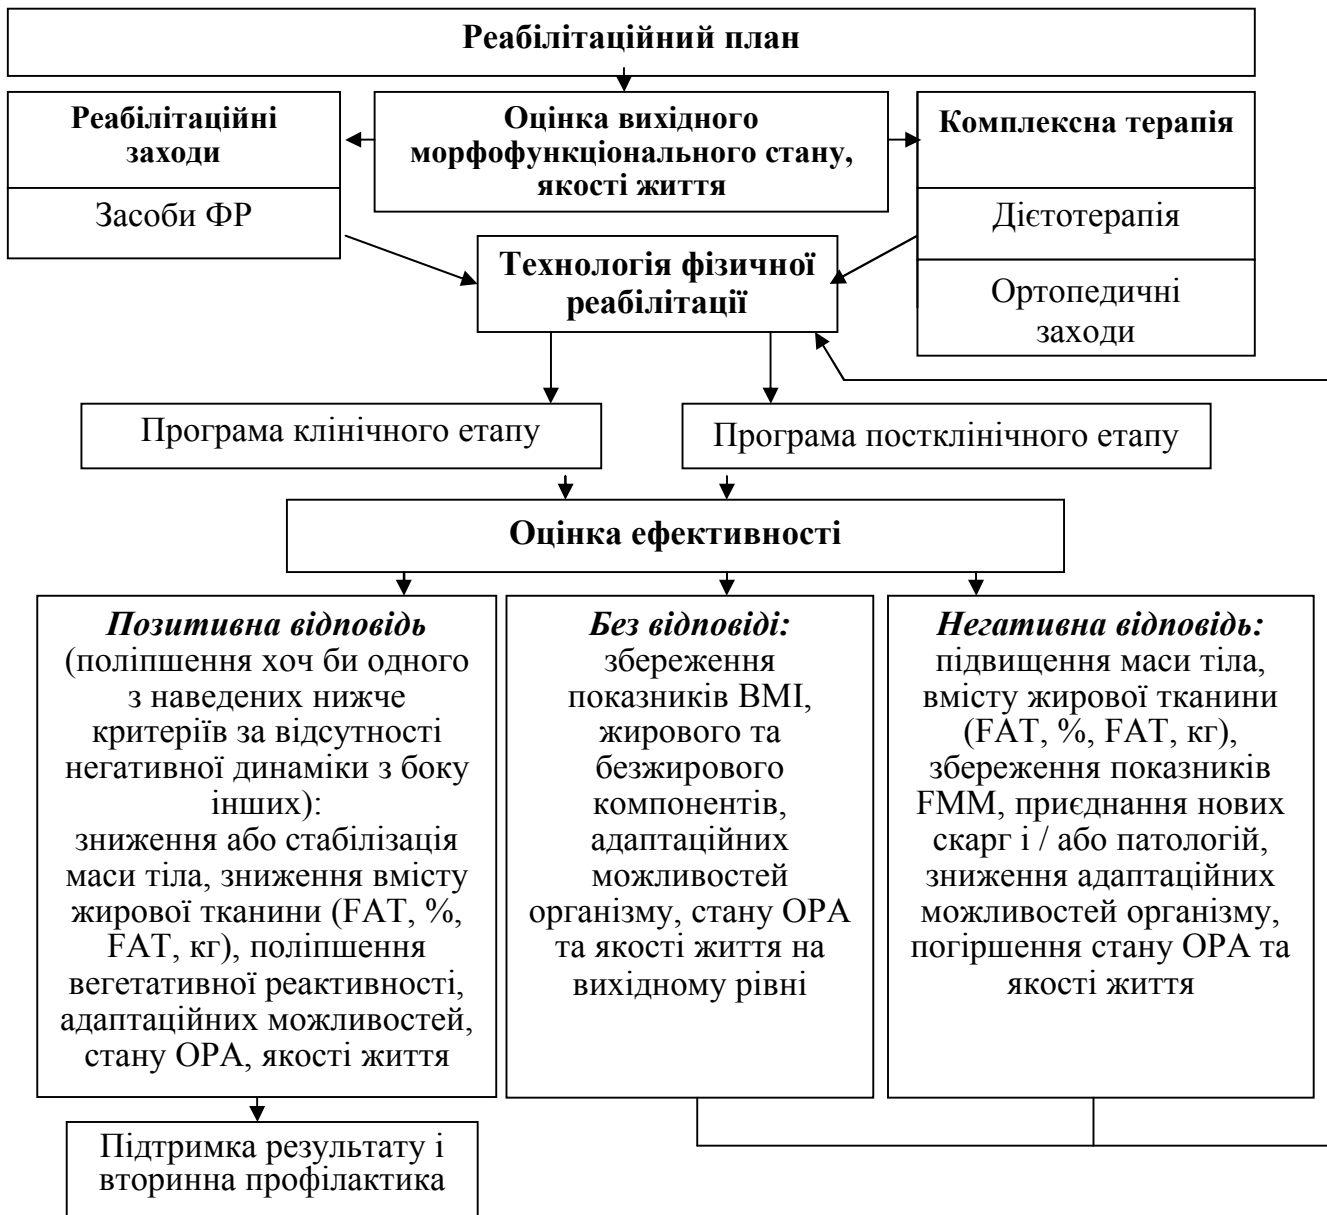 Реабілітаційний план
Реабілітаційні
заходи
Засоби ФР
Оцінка вихідного
морфофункціонального стану,
якості життя
Комплексна терапія
Дієтотерапія
Ортопедичні
заходи
Технологія фізичної
реабілітації
Програма клінічного етапу
Програма постклінічного етапу
Оцінка ефективності
Позитивна відповідь
(поліпшення хоч би одного
з наведених нижче
критеріїв за відсутності
негативної динаміки з боку
інших):
зниження або стабілізація
маси тіла, зниження вмісту
жирової тканини (FAT, %,
FAT, кг), поліпшення
вегетативної реактивності,
адаптаційних можливостей,
стану ОРА, якості життя
Без відповіді:
збереження
показників BMI,
жирового та
безжирового
компонентів,
адаптаційних
можливостей
організму, стану ОРА
та якості життя на
вихідному рівні
Негативна відповідь:
підвищення маси тіла,
вмісту жирової тканини
(FAT, %, FAT, кг),
збереження показників
FMM, приєднання нових
скарг і / або патологій,
зниження адаптаційних
можливостей організму,
погіршення стану ОРА та
якості життя
Підтримка результату і
вторинна профілактика